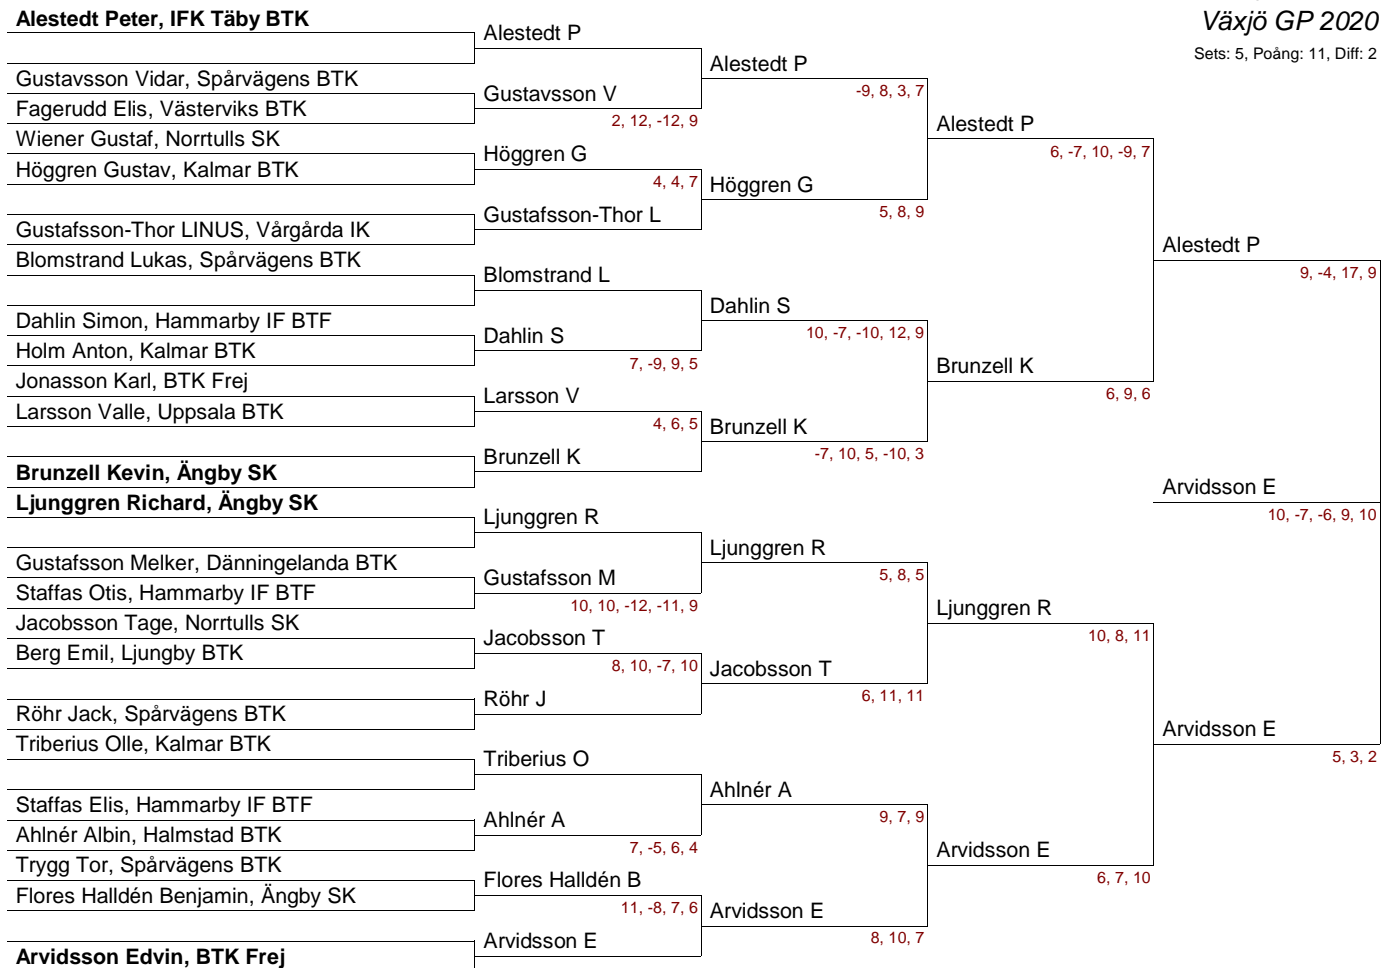 Alestedt Peter, IFK Täby BTK
Växjö GP 2020
Sets: 5, Poäng: 11, Diff: 2
Gustavsson Vidar, Spårvägens BTK
Fagerudd Elis, Västerviks BTK
Wiener Gustaf, Norrtulls SK
Höggren Gustav, Kalmar BTK
Gustafsson-Thor LINUS, Vårgårda IK
Blomstrand Lukas, Spårvägens BTK
Dahlin Simon, Hammarby IF BTF
Holm Anton, Kalmar BTK
Jonasson Karl, BTK Frej
Larsson Valle, Uppsala BTK
Brunzell Kevin, Ängby SK
Ljunggren Richard, Ängby SK
Gustafsson Melker, Dänningelanda BTK
Staffas Otis, Hammarby IF BTF
Jacobsson Tage, Norrtulls SK
Berg Emil, Ljungby BTK
Röhr Jack, Spårvägens BTK
Triberius Olle, Kalmar BTK
Staffas Elis, Hammarby IF BTF
Ahlnér Albin, Halmstad BTK
Trygg Tor, Spårvägens BTK
Flores Halldén Benjamin, Ängby SK
Arvidsson Edvin, BTK Frej
Alestedt P
Gustavsson V
2, 12, -12, 9
Höggren G
4, 4, 7
Gustafsson-Thor L
Blomstrand L
Dahlin S
7, -9, 9, 5
Larsson V
4, 6, 5
Brunzell K
Ljunggren R
Gustafsson M
10, 10, -12, -11, 9
Jacobsson T
8, 10, -7, 10
Röhr J
Triberius O
Ahlnér A
7, -5, 6, 4
Flores Halldén B
11, -8, 7, 6
Arvidsson E
Alestedt P
-9, 8, 3, 7
Höggren G
5, 8, 9
Dahlin S
10, -7, -10, 12, 9
Brunzell K
-7, 10, 5, -10, 3
Ljunggren R
5, 8, 5
Jacobsson T
6, 11, 11
Ahlnér A
9, 7, 9
Arvidsson E
8, 10, 7
Alestedt P
6, -7, 10, -9, 7
Brunzell K
6, 9, 6
Ljunggren R
10, 8, 11
Arvidsson E
6, 7, 10
Alestedt P
9, -4, 17, 9
Arvidsson E
10, -7, -6, 9, 10
Arvidsson E
5, 3, 2